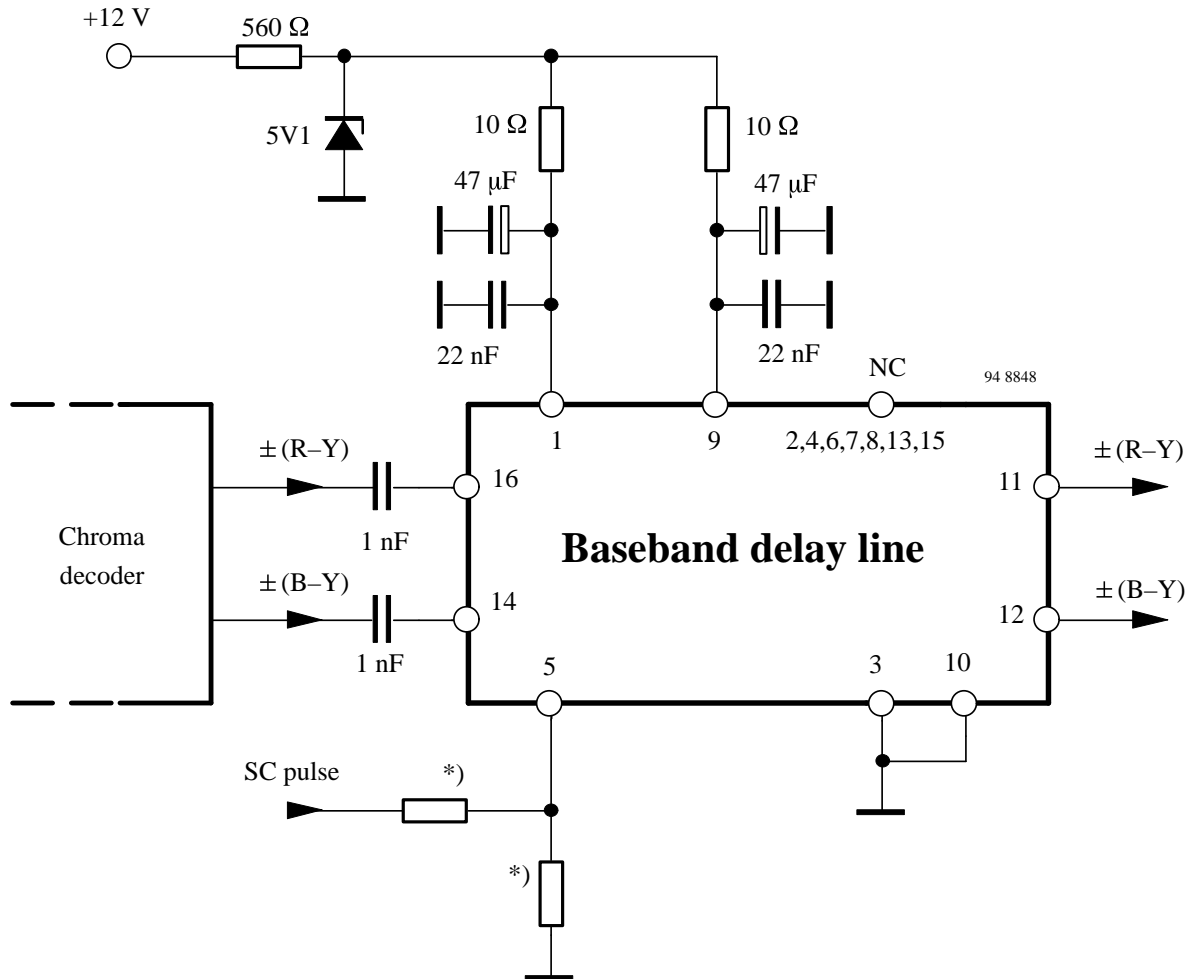 +12 V
560 Ω
5V1
10 Ω
10 Ω
47 μF
47 μF
22 nF
22 nF
NC
94 8848
1
9
2,4,6,7,8,13,15
± (R–Y)
16
11
± (R–Y)
1 nF
Chroma
decoder
Baseband delay line
± (B–Y)
14
12
± (B–Y)
1 nF
5
3
10
SC pulse
*)
*)